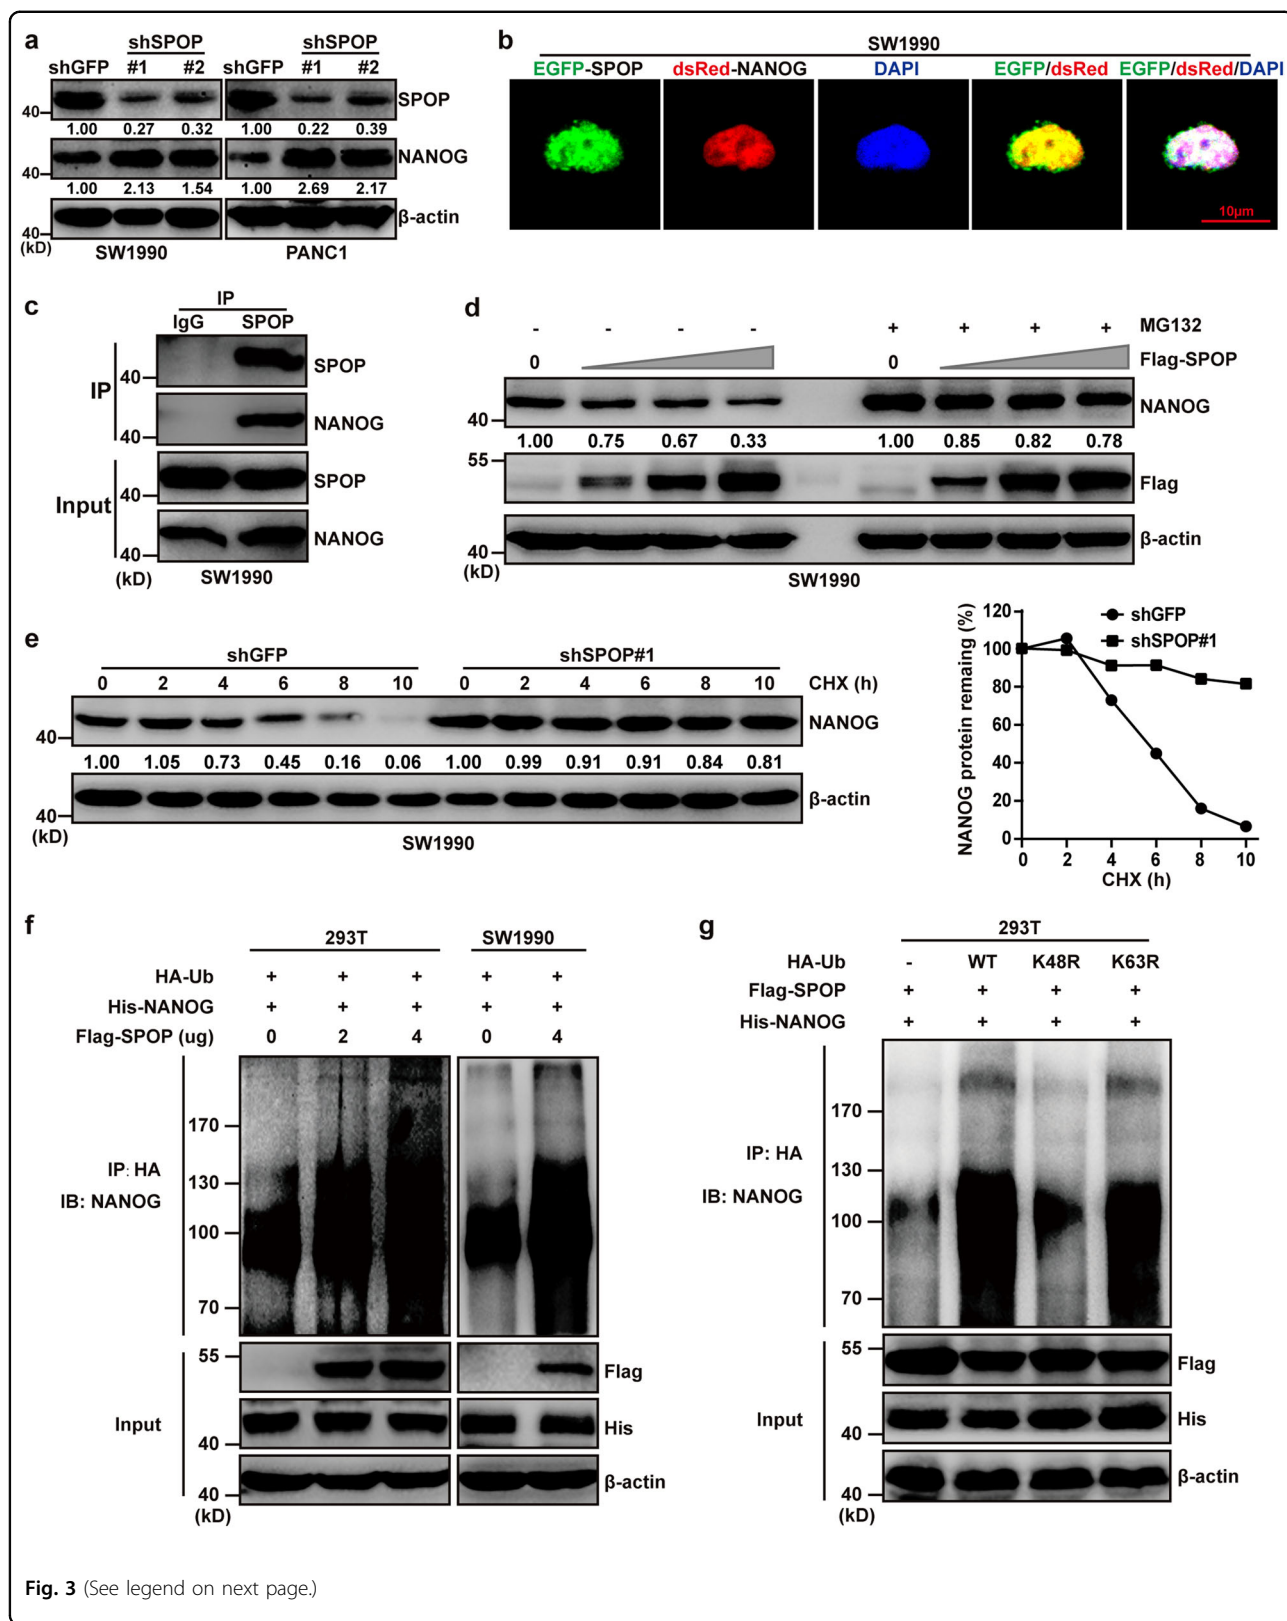 a
shSPOP shSPOP
shGFP #1 #2 shGFP #1 #2
SPOP
40
1.00 0.27 0.32 1.00 0.22 0.39
NANOG
40
1.00 2.13 1.54 1.00 2.69 2.17
β-actin
40
(kD)
SW1990 PANC1
b
SW1990
EGFP-SPOP dsRed-NANOG DAPI EGFP/dsRed EGFP/dsRed/DAPI
10μm
c
IP
IgG SPOP
IP
SPOP
40
NANOG
40
Input
SPOP
40
NANOG
40
(kD)
SW1990
d
- - - - + + + + MG132
0 0 Flag-SPOP
NANOG
40
1.00 0.75 0.67 0.33 1.00 0.85 0.82 0.78
55
Flag
β-actin
40
(kD)
SW1990
e
shGFP shSPOP#1
0 2 4 6 8 10 0 2 4 6 8 10 CHX (h)
NANOG
40
1.00 1.05 0.73 0.45 0.16 0.06 1.00 0.99 0.91 0.91 0.84 0.81
β-actin
40
(kD)
SW1990
NANOG protein remaing (%)
120
100
80
60
40
20
0
shGFP
shSPOP#1
0 2 4 6 8 10
CHX (h)
f
293T SW1990
HA-Ub + + + + +
His-NANOG + + + + +
Flag-SPOP (ug) 0 2 4 0 4
IP: HA
IB: NANOG
170
130
100
70
Input
55
Flag
His
40
β-actin
40
(kD)
g
293T
HA-Ub - WT K48R K63R
Flag-SPOP + + + +
His-NANOG + + + +
IP: HA
IB: NANOG
170
130
100
70
Input
55
Flag
His
40
β-actin
40
(kD)
Fig. 3 (See legend on next page.)